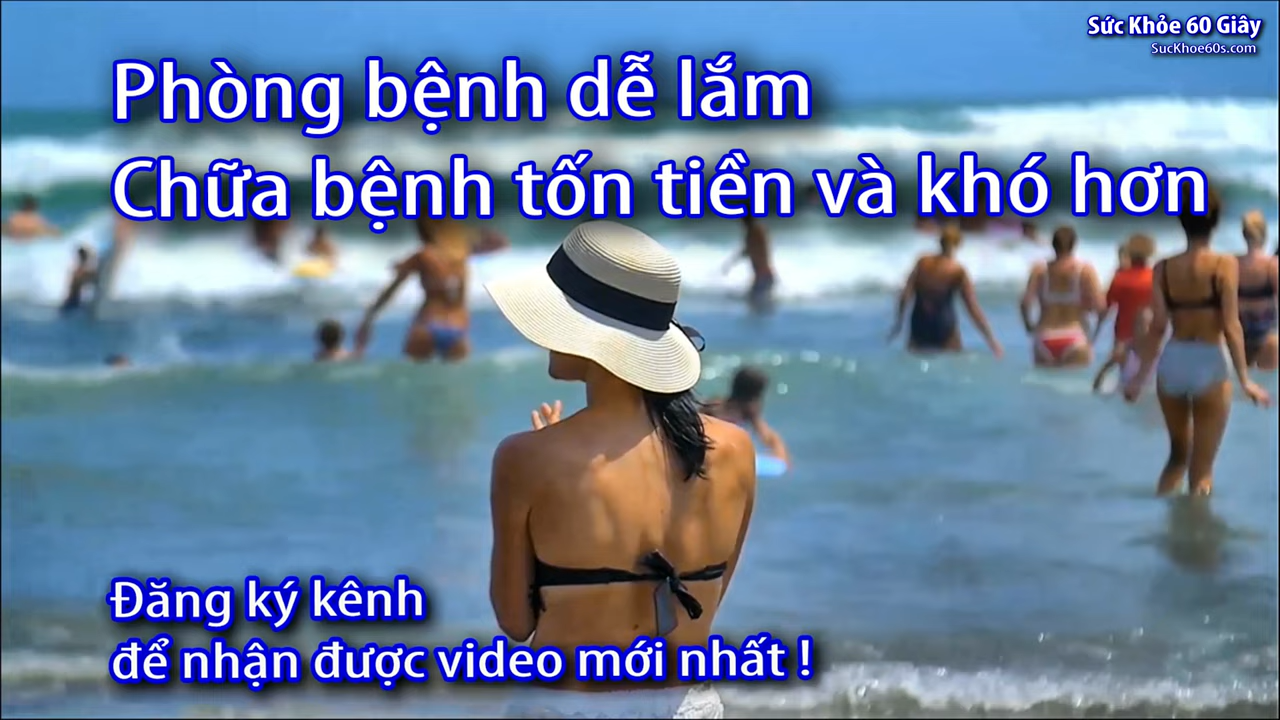 Sức Khỏe 60 Giây
SucKhoe60s.com
Phòng bệnh dễ lắm
Chữa bệnh tốn tiền và khó hơn
Đăng ký kênh
để nhận được video mới nhất !